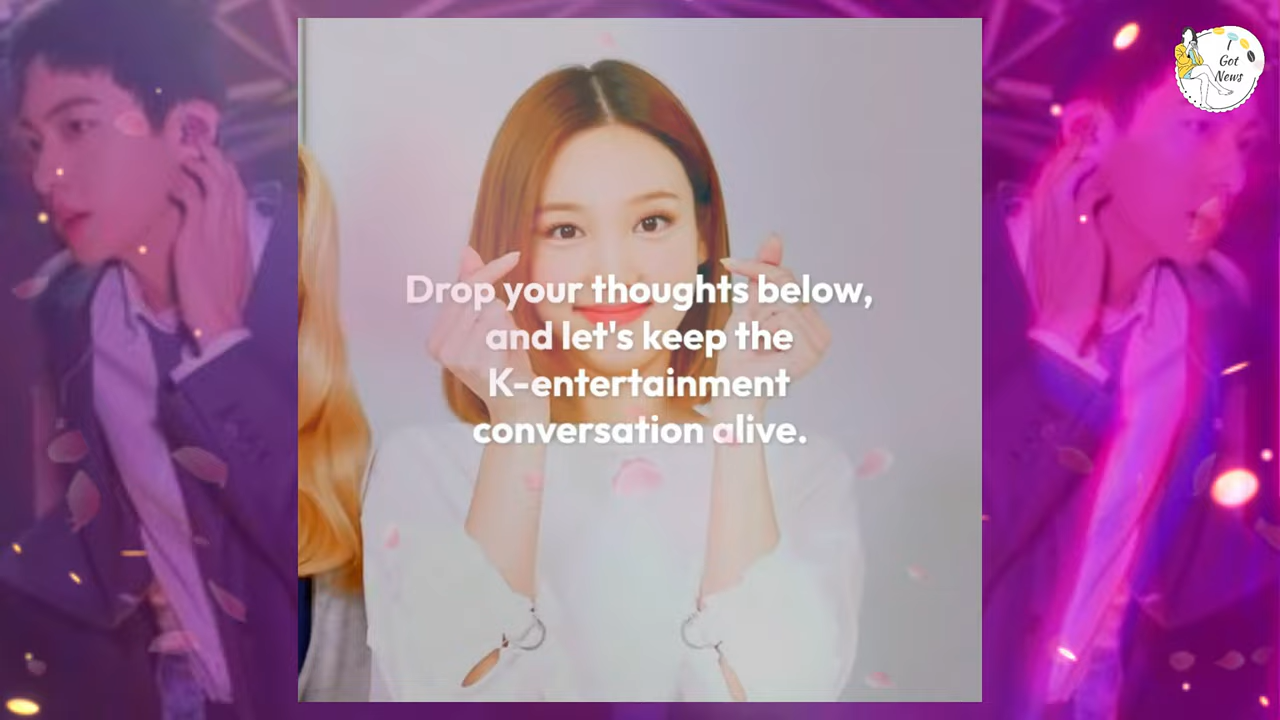 Drop your thoughts below,
and let's keep the
K-entertainment
conversation alive.
I
Got
News